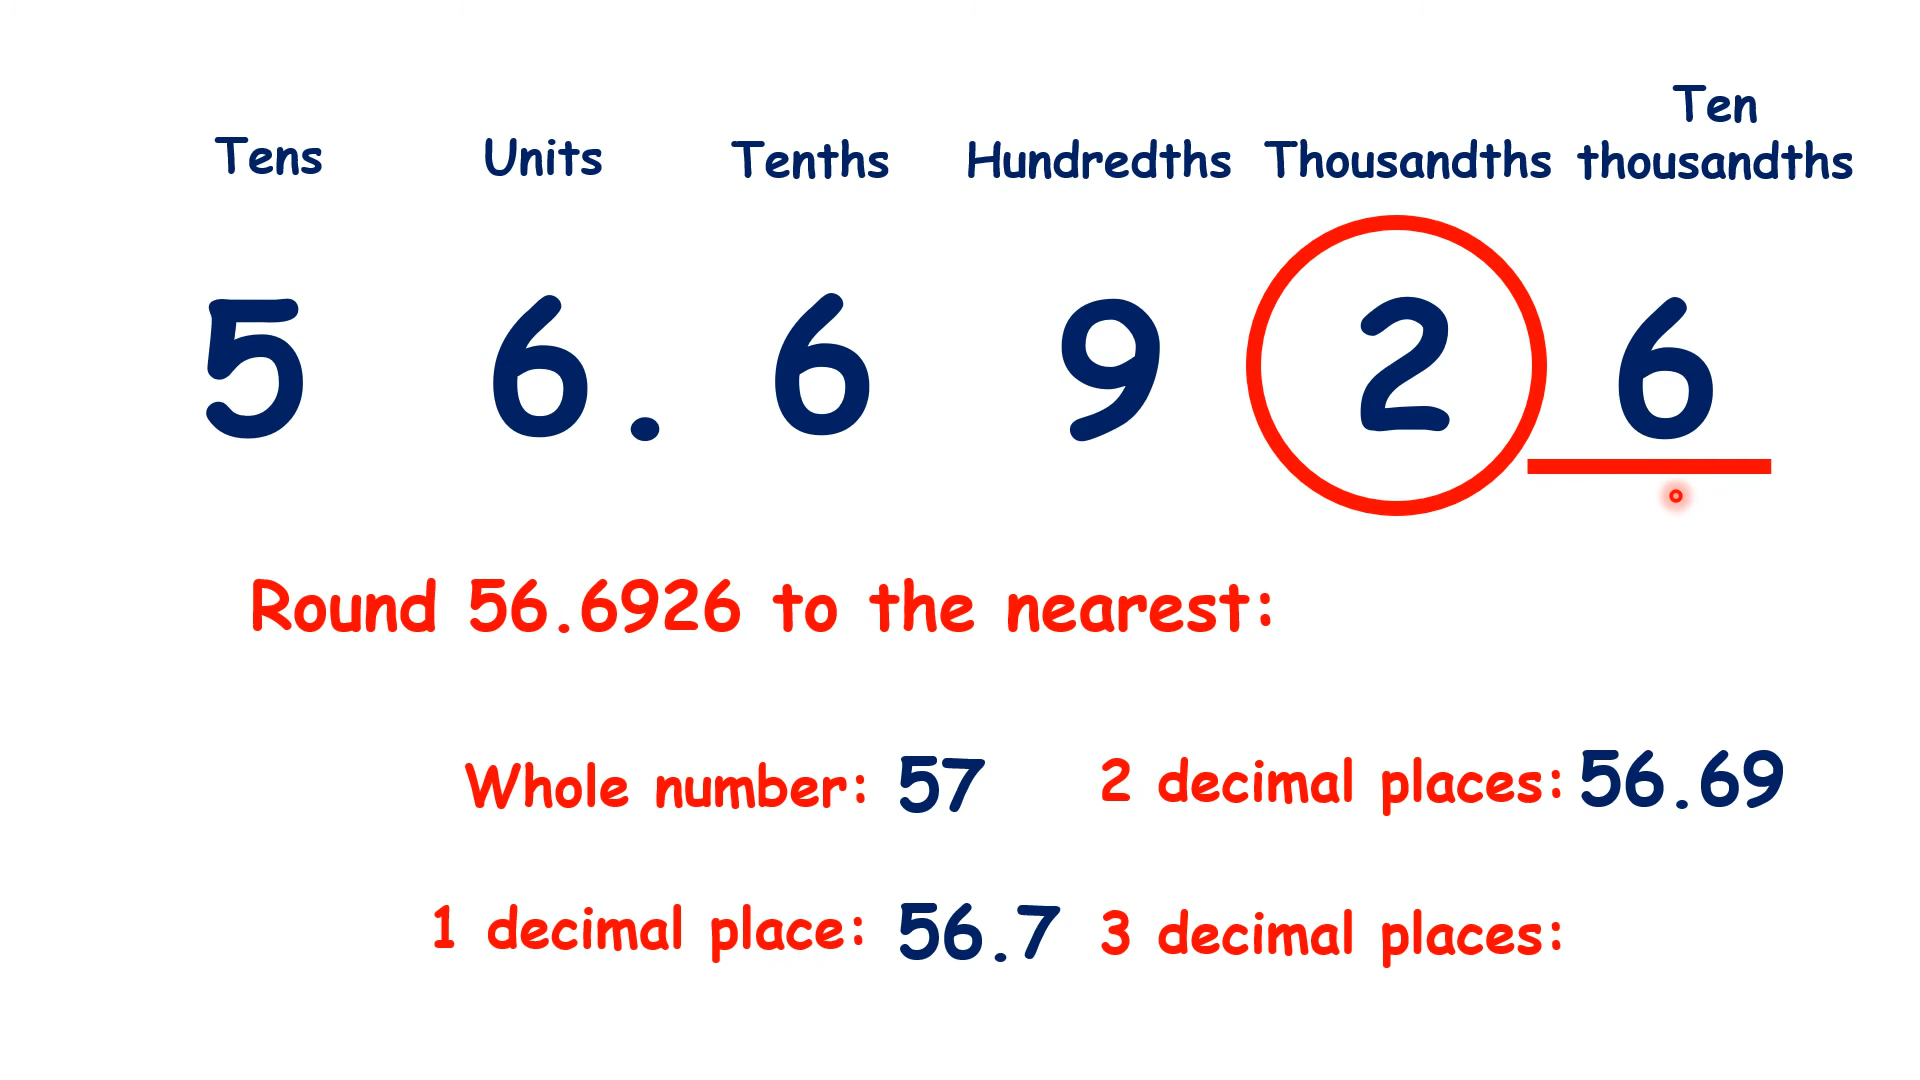 Tens Units Tenths Hundredths Thousandths Ten thousandths
5 6 . 6 9 2 6
Round 56.6926 to the nearest:
Whole number: 57 2 decimal places: 56.69
1 decimal place: 56.7 3 decimal places: